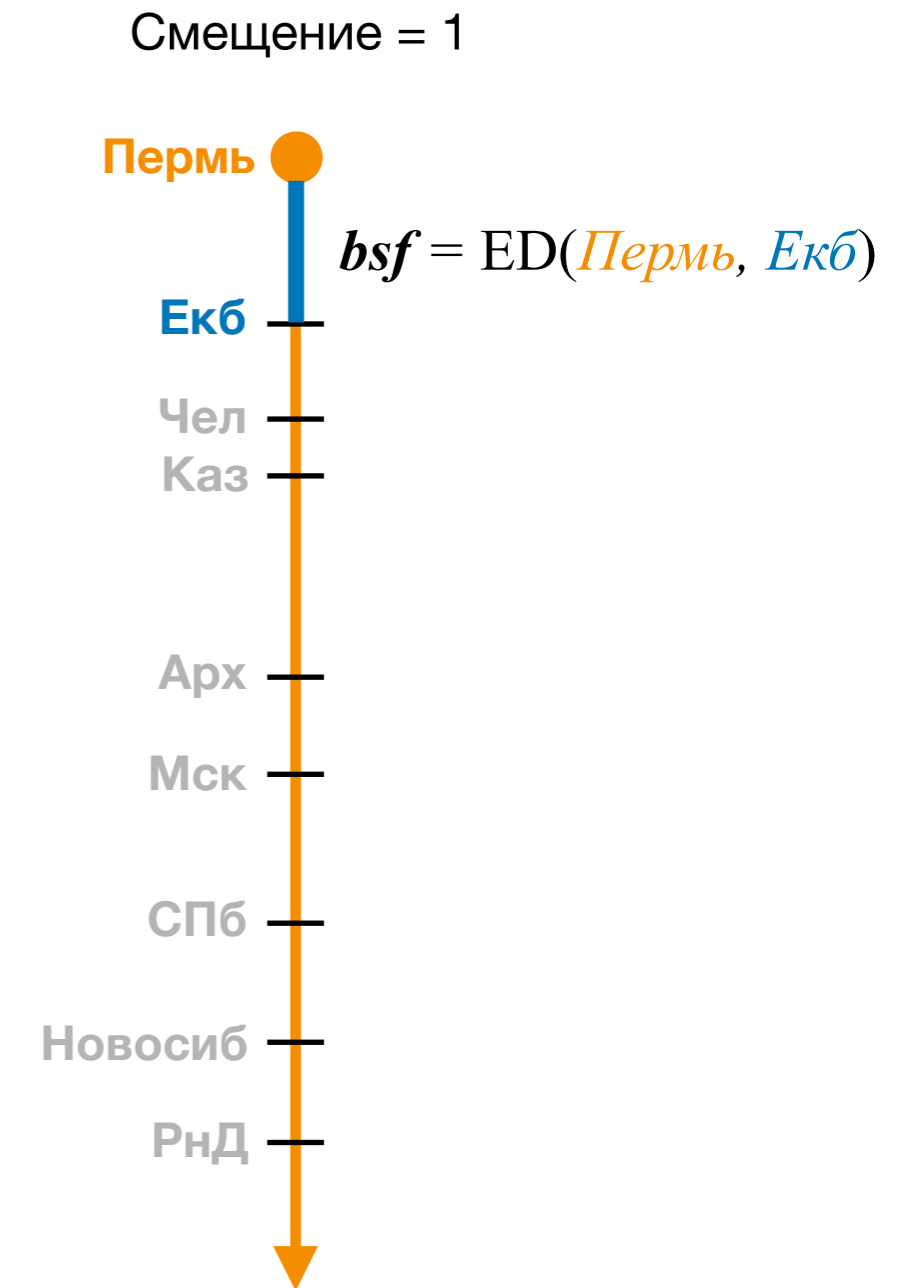 Смещение = 1
Пермь
bsf = ED(Пермь, Екб)
Екб
Чел
Каз
Арх
Мск
СПб
Новосиб
РнД